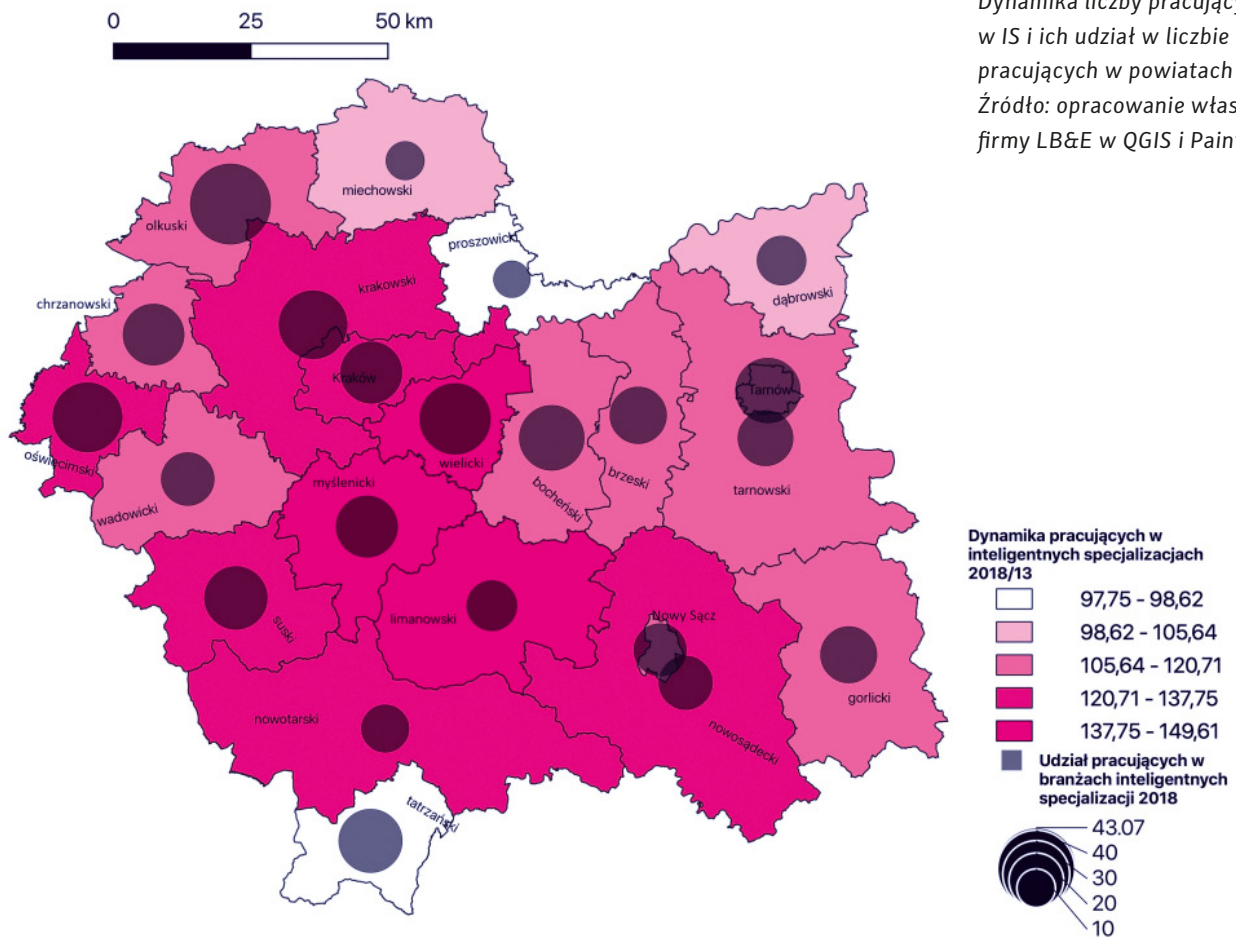 0 25 50 km
Dynamika liczby
w IS i ich udział w liczbie
pracujących w powiatach
Źródło: opracowanie
firmy LB&E w QGIS i
miechowski
olkuski
proszowicki
krakowski
chrzanowski
dąbrowski
Kraków
Tarnów
oświęcimski
wielicki
wadowicki
myślenicki
bocheński
brzeski
tarnowski
limanowski
suski
Nowy Sącz
gorlicki
nowotarski
nowosądecki
tatrzański
Dynamika pracujących w
inteligentnych specjalizacjach
2018/13
97,75 - 98,62
98,62 - 105,64
105,64 - 120,71
120,71 - 137,75
137,75 - 149,61
Udział pracujących w
branżach inteligentnych
specjalizacji 2018
43.07
40
30
20
10